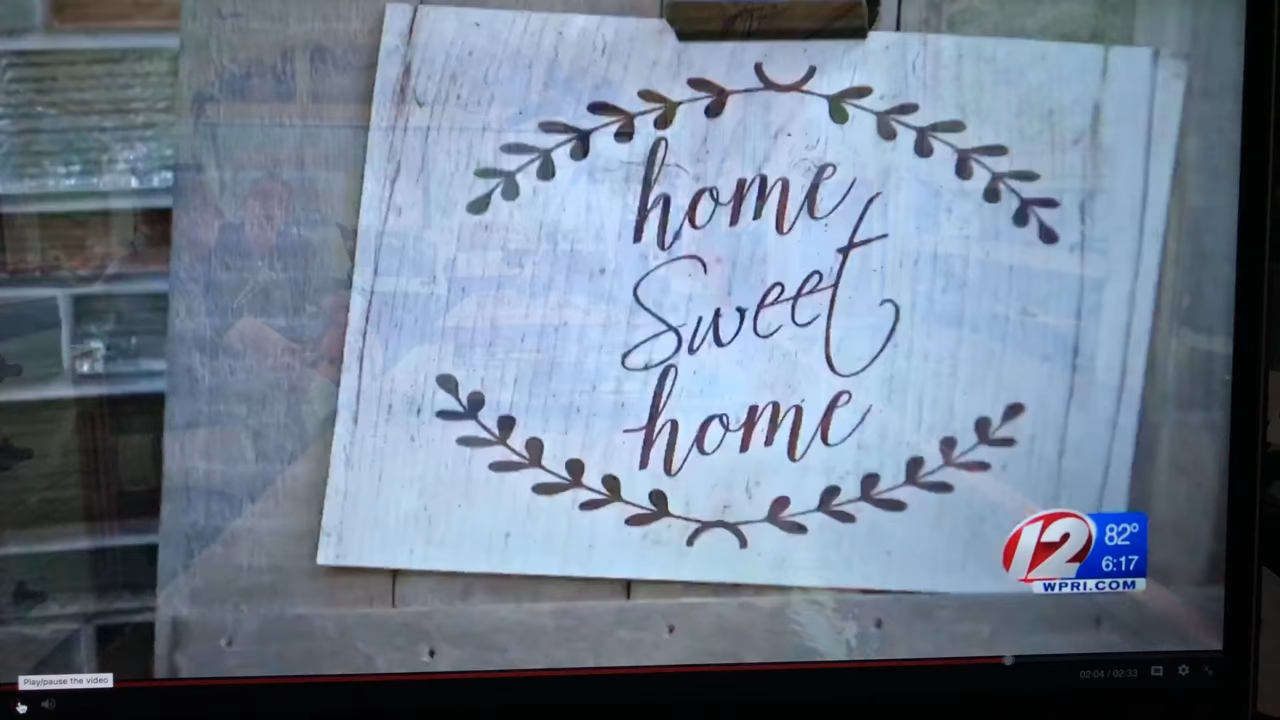 home
Sweet
home
12
82°
6:17
WPRI.COM
02:04 / 02:33
Play/pause the video